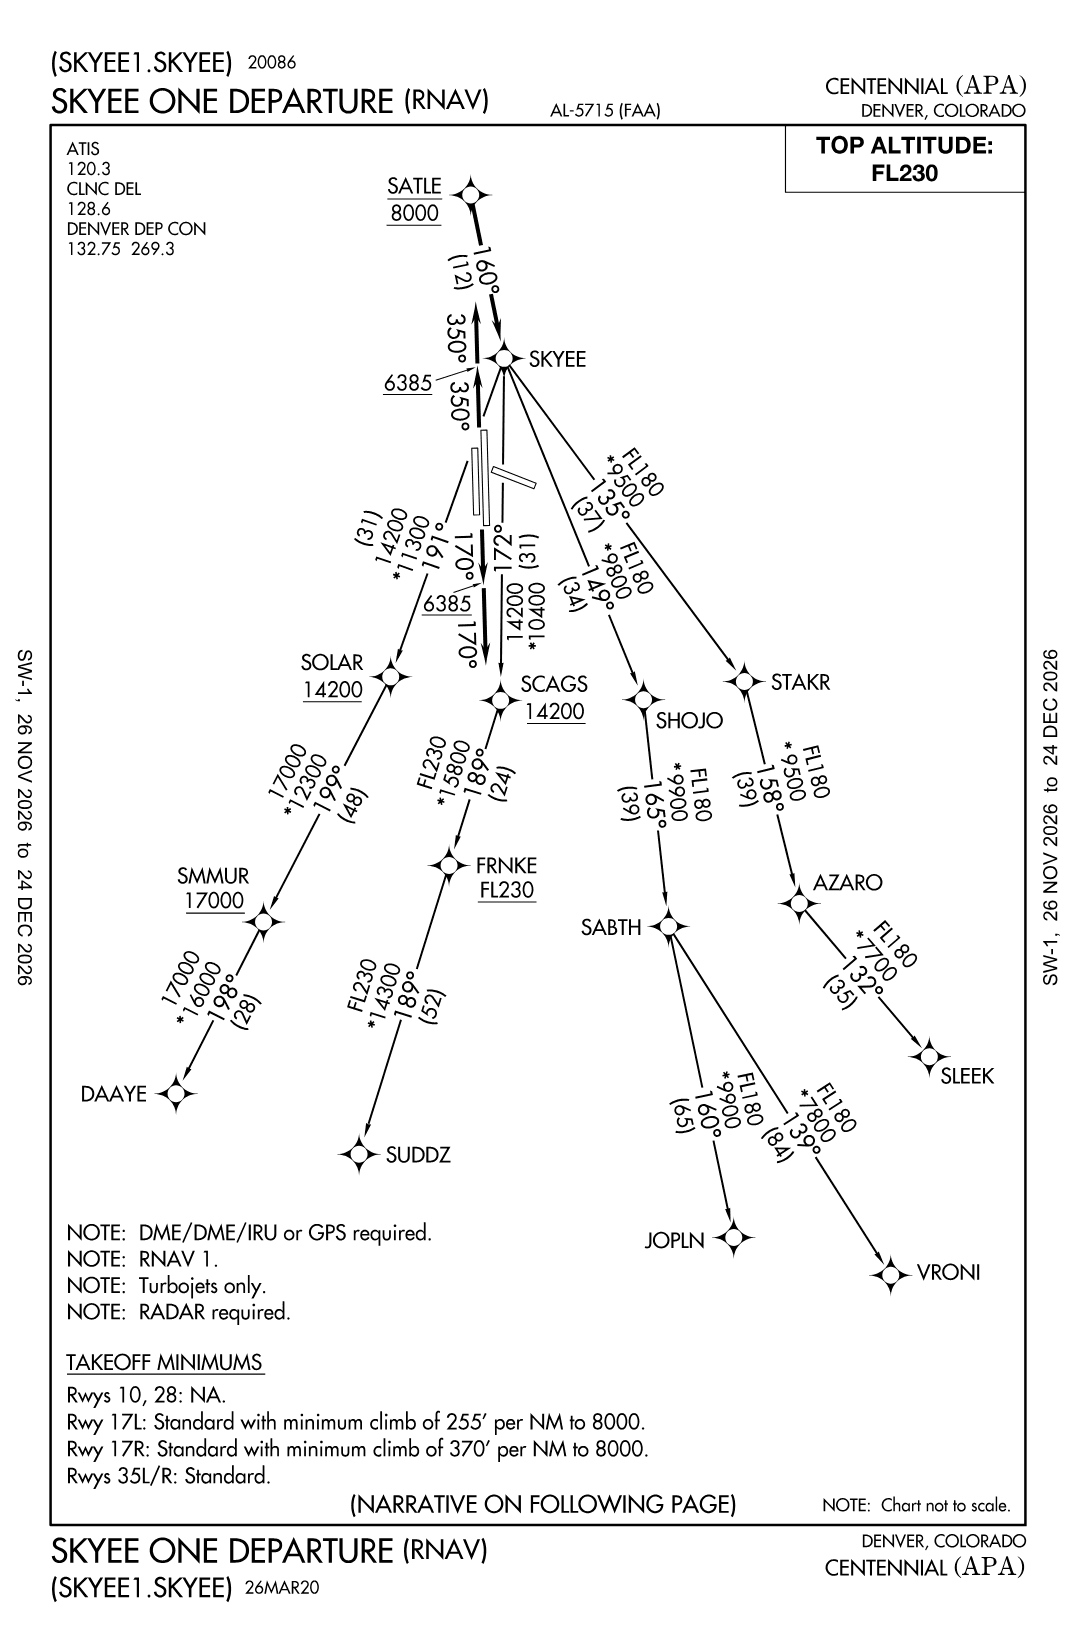 (SKYEE1.SKYEE) 20086
SKYEE ONE DEPARTURE (RNAV)
AL-5715 (FAA)
CENTENNIAL (APA)
DENVER, COLORADO
TOP ALTITUDE:
FL230
ATIS
120.3
CLNC DEL
128.6
DENVER DEP CON
132.75 269.3
SATLE
8000
160°
(12)
350°
SKYEE
6385
350°
FL180
*9500
135°
(37)
(31)
14200
*11300
191°
170°
172°
(31)
14200
*10400
FL180
*9800
149°
(34)
6385
170°
SOLAR
14200
SCAGS
14200
SHOJO
STAKR
17000
*12300
199°
(48)
FL230
*15800
189°
(24)
FL180
*9900
165°
(39)
FL180
*9500
158°
(39)
SMMUR
17000
FRNKE
FL230
AZARO
SABTH
17000
*16000
198°
(28)
FL230
*14300
189°
(52)
FL180
*7700
132°
(35)
DAAYE
SLEEK
FL180
*9900
160°
(65)
FL180
*7800
139°
(84)
SUDDZ
JOPLN
VRONI
NOTE: DME/DME/IRU or GPS required.
NOTE: RNAV 1.
NOTE: Turbojets only.
NOTE: RADAR required.
TAKEOFF MINIMUMS
Rwys 10, 28: NA.
Rwy 17L: Standard with minimum climb of 255' per NM to 8000.
Rwy 17R: Standard with minimum climb of 370' per NM to 8000.
Rwys 35L/R: Standard.
(NARRATIVE ON FOLLOWING PAGE)
NOTE: Chart not to scale.
SKYEE ONE DEPARTURE (RNAV)
(SKYEE1.SKYEE) 26MAR20
DENVER, COLORADO
CENTENNIAL (APA)
SW-1, 26 NOV 2026 to 24 DEC 2026
SW-1, 26 NOV 2026 to 24 DEC 2026